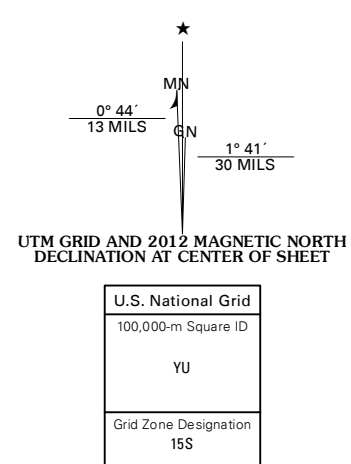 ★
MN
0° 44´
13 MILS
GN
1° 41´
30 MILS
UTM GRID AND 2012 MAGNETIC NORTH
DECLINATION AT CENTER OF SHEET
U.S. National Grid
100,000-m Square ID
YU
Grid Zone Designation
15S